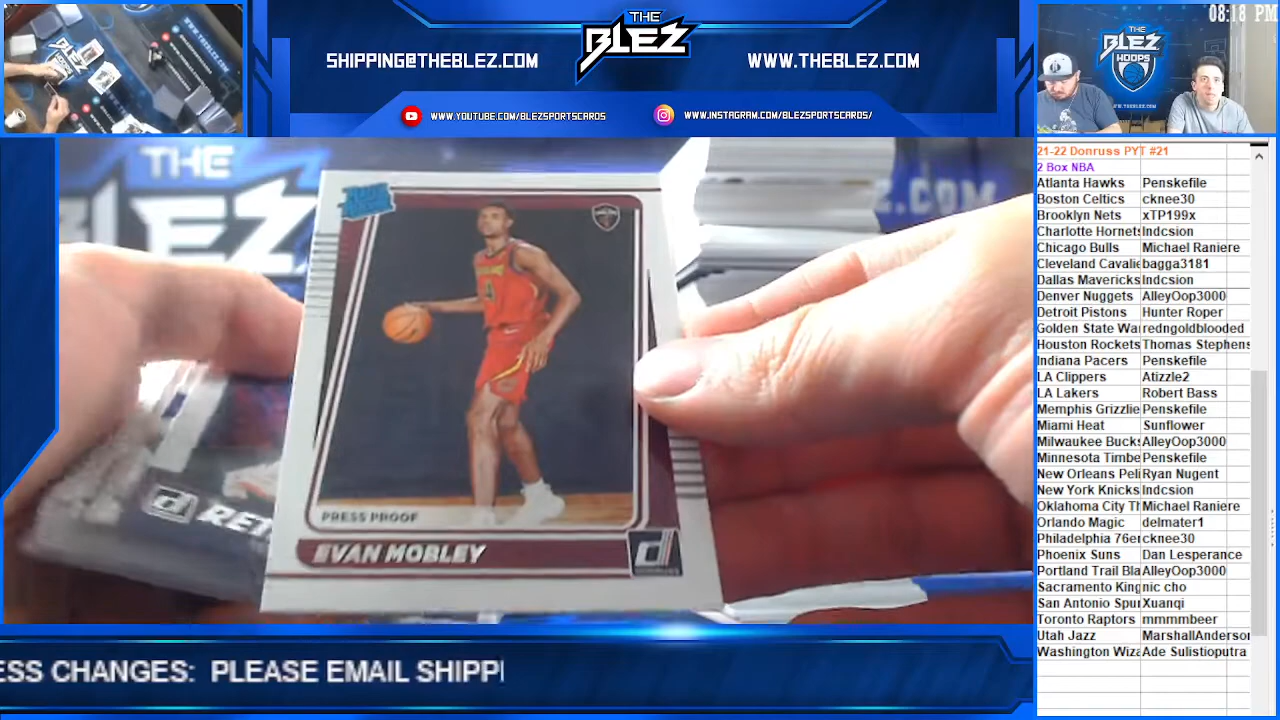 SHIPPING@THEBLEZ.COM
THE
BLEZ
WWW.THEBLEZ.COM
WWW.YOUTUBE.COM/BLEZSPORTSCARDS
WWW.INSTAGRAM.COM/BLEZSPORTSCARDS/
08:18 PM
THE
BLEZ
HOOPS
THE
BLEZ
Z.COM
PRESS PROOF
EVAN MOBLEY
RET
ESS CHANGES: PLEASE EMAIL SHIPPI
21-22 Donruss PYT #21
2 Box NBA
Atlanta Hawks Penskefile
Boston Celtics cknee30
Brooklyn Nets xTP199x
Charlotte Hornets Indcsion
Chicago Bulls Michael Raniere
Cleveland Cavalie bagga3181
Dallas Mavericks Indcsion
Denver Nuggets AlleyOop3000
Detroit Pistons Hunter Roper
Golden State Wa redngoldblooded
Houston Rockets Thomas Stephens
Indiana Pacers Penskefile
LA Clippers Atizzle2
LA Lakers Robert Bass
Memphis Grizzlie Penskefile
Miami Heat Sunflower
Milwaukee Bucks AlleyOop3000
Minnesota Timbe Penskefile
New Orleans Peli Ryan Nugent
New York Knicks Indcsion
Oklahoma City Th Michael Raniere
Orlando Magic delmater1
Philadelphia 76er cknee30
Phoenix Suns Dan Lesperance
Portland Trail Bla AlleyOop3000
Sacramento King nic cho
San Antonio Spu Xuanqi
Toronto Raptors mmmmbeer
Utah Jazz MarshallAnderso
Washington Wiza Ade Sulistioputra